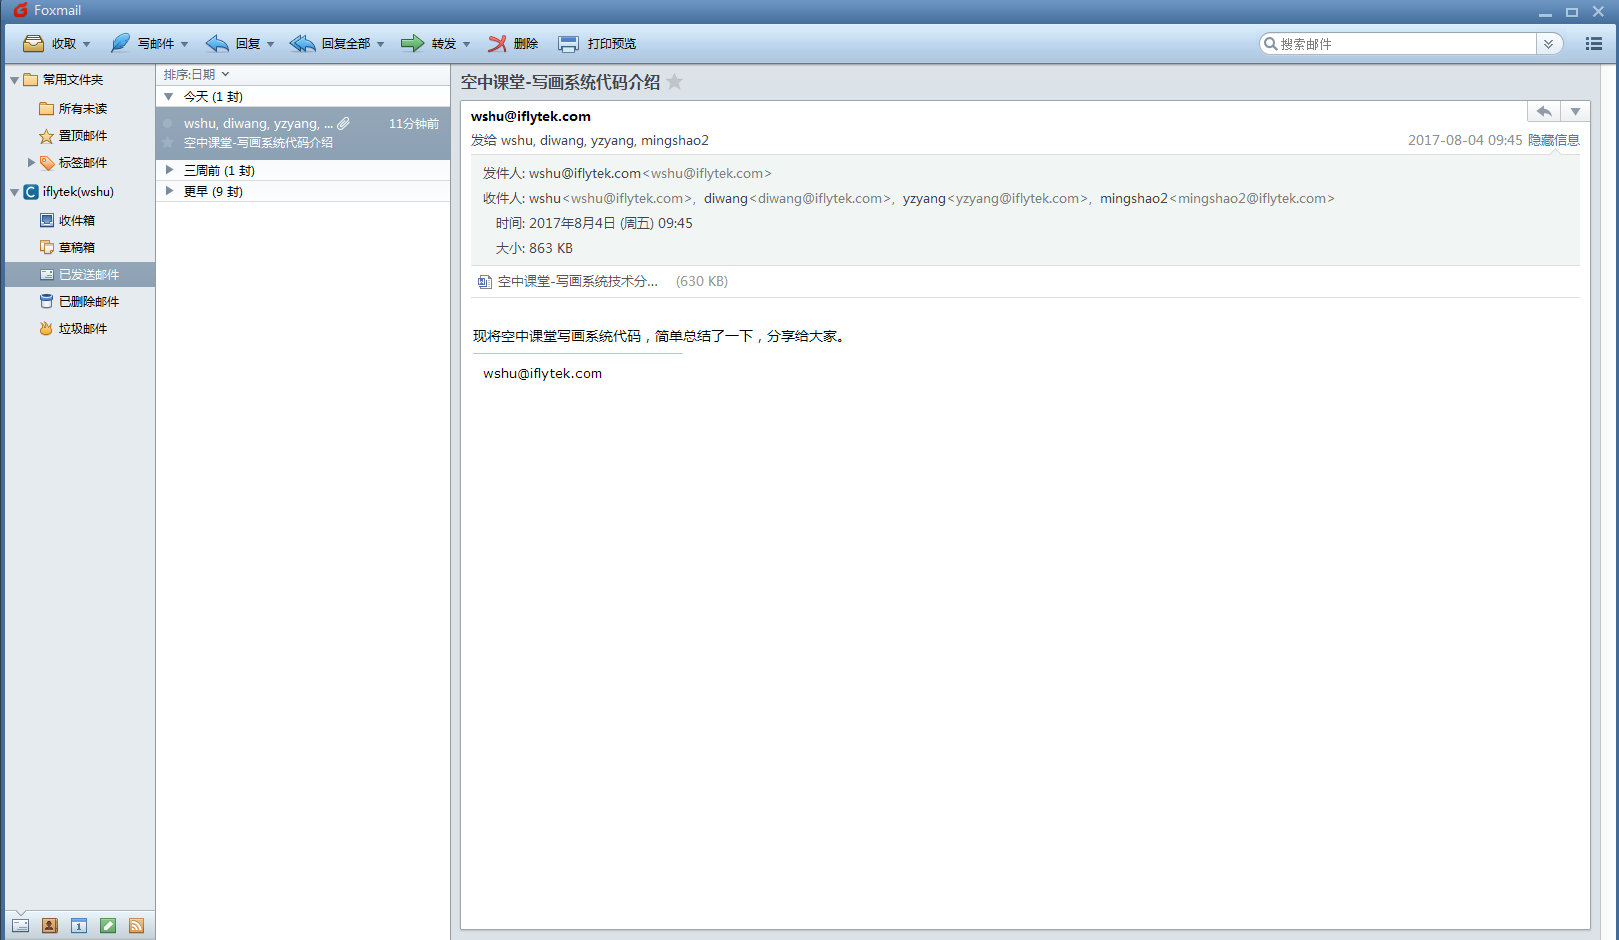 Foxmail
收取 写邮件 回复 回复全部 转发 删除 打印预览 搜索邮件
常用文件夹
所有未读
置顶邮件
标签邮件
iflytek(wshu)
收件箱
草稿箱
已发送邮件
已删除邮件
垃圾邮件
排序:日期
今天 (1 封)
wshu, diwang, yzyang, ... 11分钟前
空中课堂-写画系统代码介绍
三周前 (1 封)
更早 (9 封)
空中课堂-写画系统代码介绍
wshu@iflytek.com
发给 wshu, diwang, yzyang, mingshao2 2017-08-04 09:45 隐藏信息
发件人: wshu@iflytek.com<wshu@iflytek.com>
收件人: wshu<wshu@iflytek.com>, diwang<diwang@iflytek.com>, yzyang<yzyang@iflytek.com>, mingshao2<mingshao2@iflytek.com>
时间: 2017年8月4日 (周五) 09:45
大小: 863 KB
空中课堂-写画系统技术分... (630 KB)
现将空中课堂写画系统代码，简单总结了一下，分享给大家。
wshu@iflytek.com
1